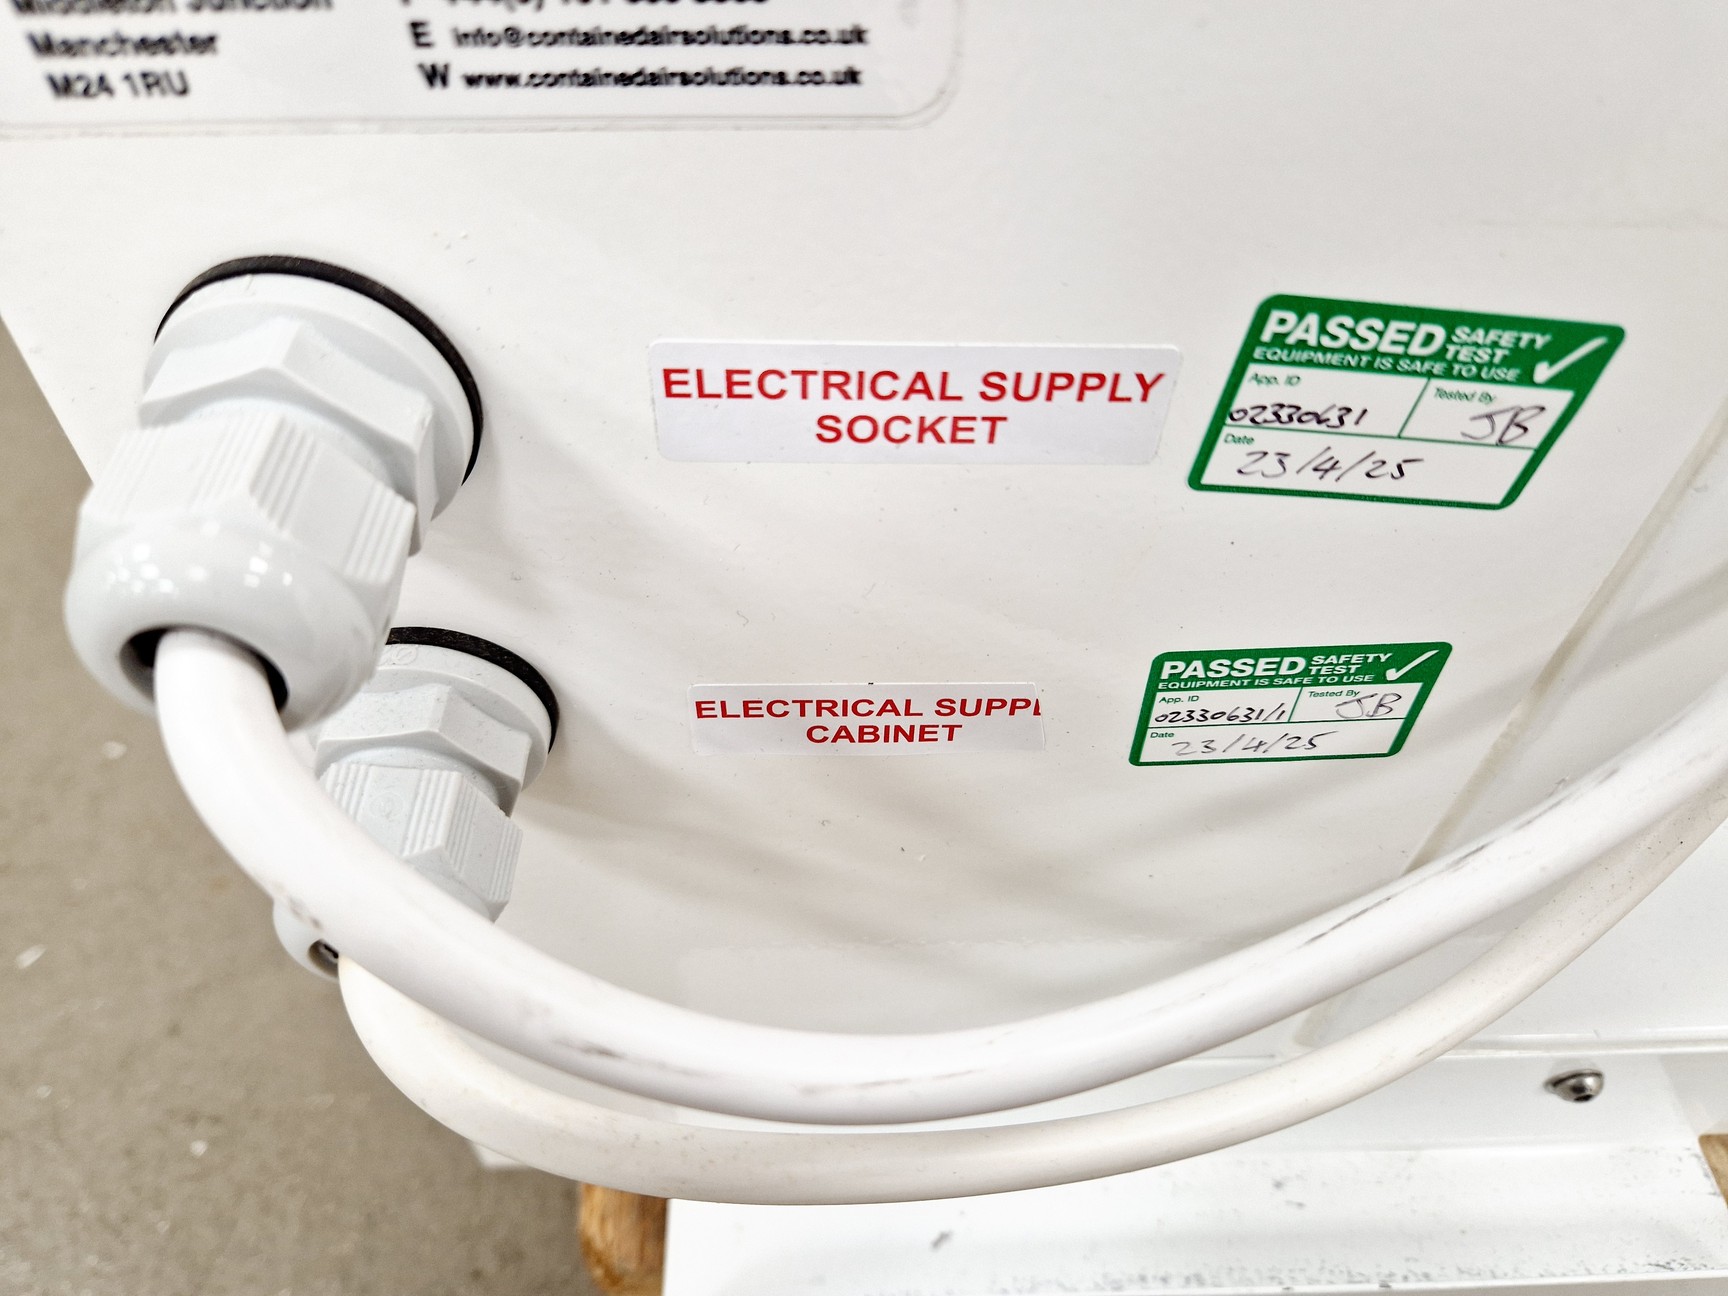 Middleton Junction
Manchester
M24 1RU
E info@containedairsolutions.co.uk
W www.containedairsolutions.co.uk
ELECTRICAL SUPPLY
SOCKET
PASSED SAFETY TEST
EQUIPMENT IS SAFE TO USE
App. ID
Tested By
02330631
JB
Date
23/4/25
ELECTRICAL SUPPL
CABINET
PASSED SAFETY TEST
EQUIPMENT IS SAFE TO USE
App. ID
Tested By
02330631/1
JB
Date
23/4/25